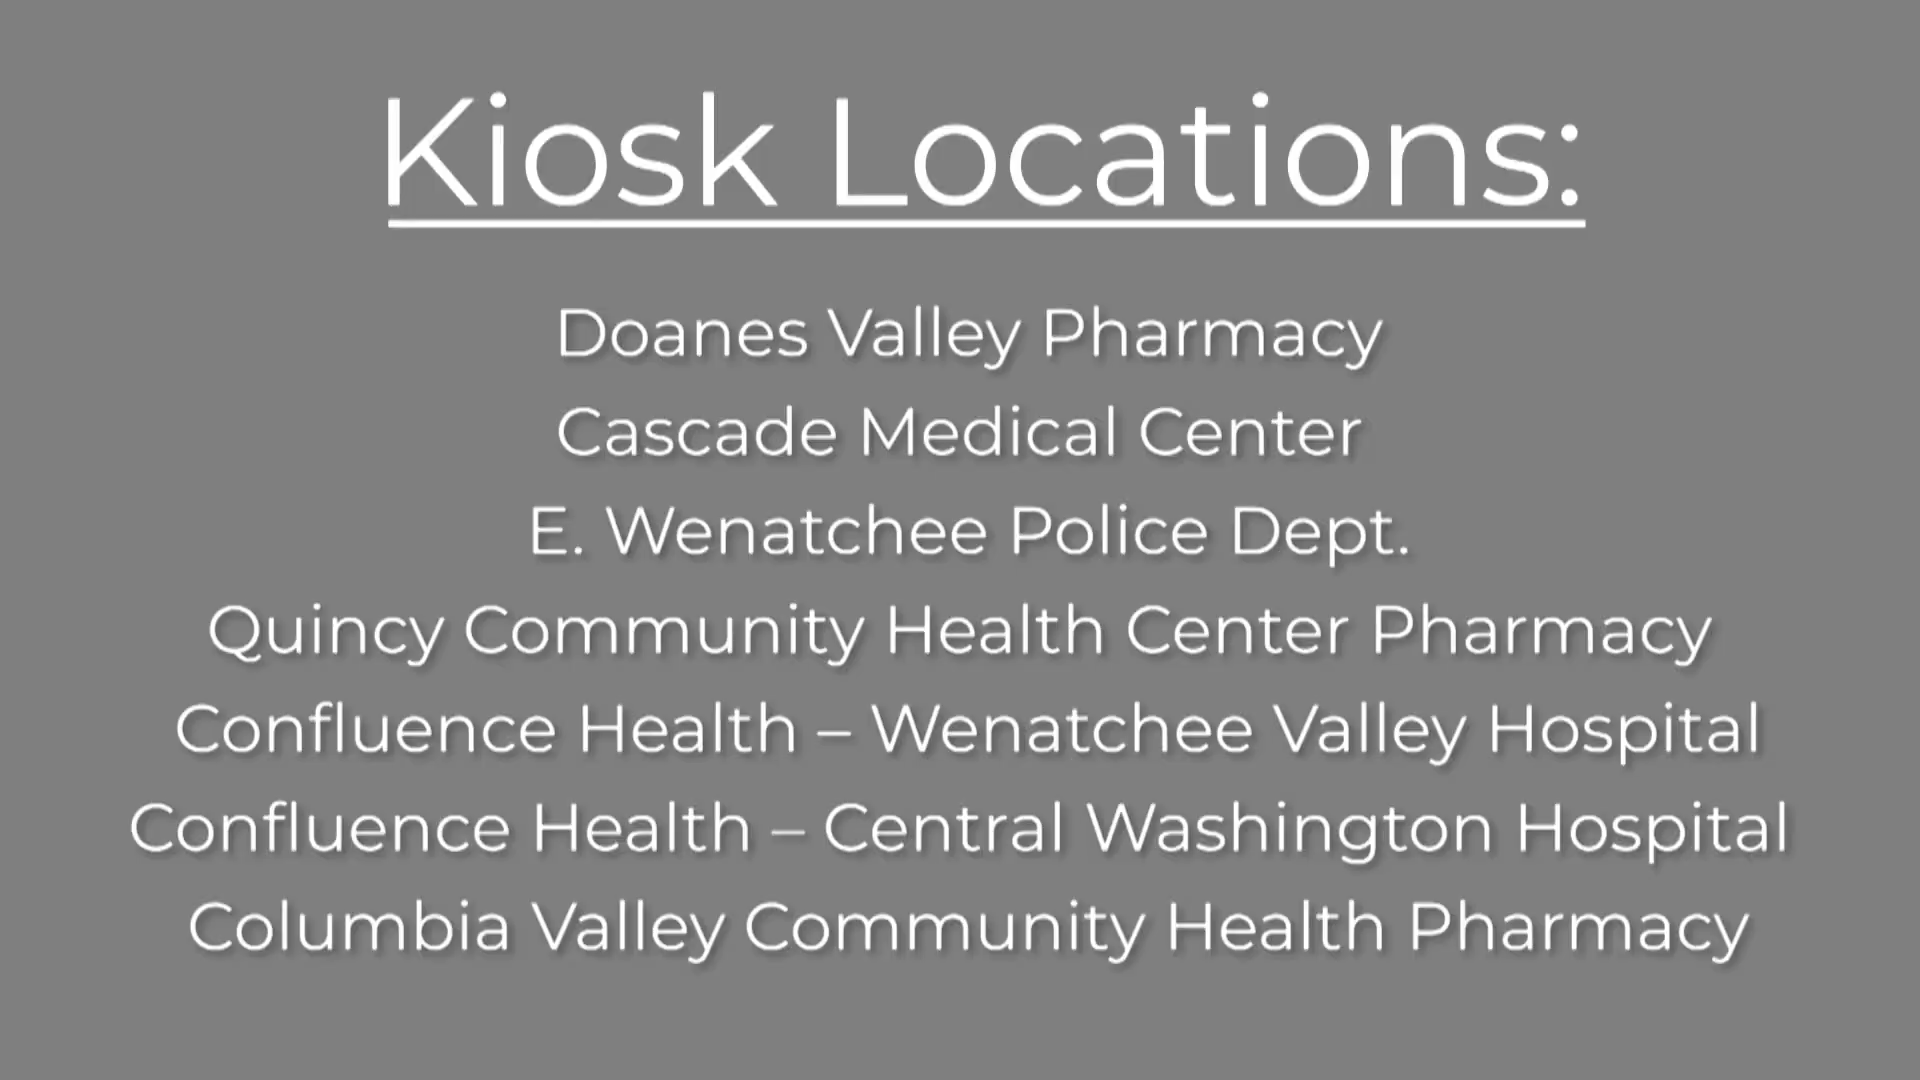 Kiosk Locations:
Doanes Valley Pharmacy
Cascade Medical Center
E. Wenatchee Police Dept.
Quincy Community Health Center Pharmacy
Confluence Health – Wenatchee Valley Hospital
Confluence Health – Central Washington Hospital
Columbia Valley Community Health Pharmacy